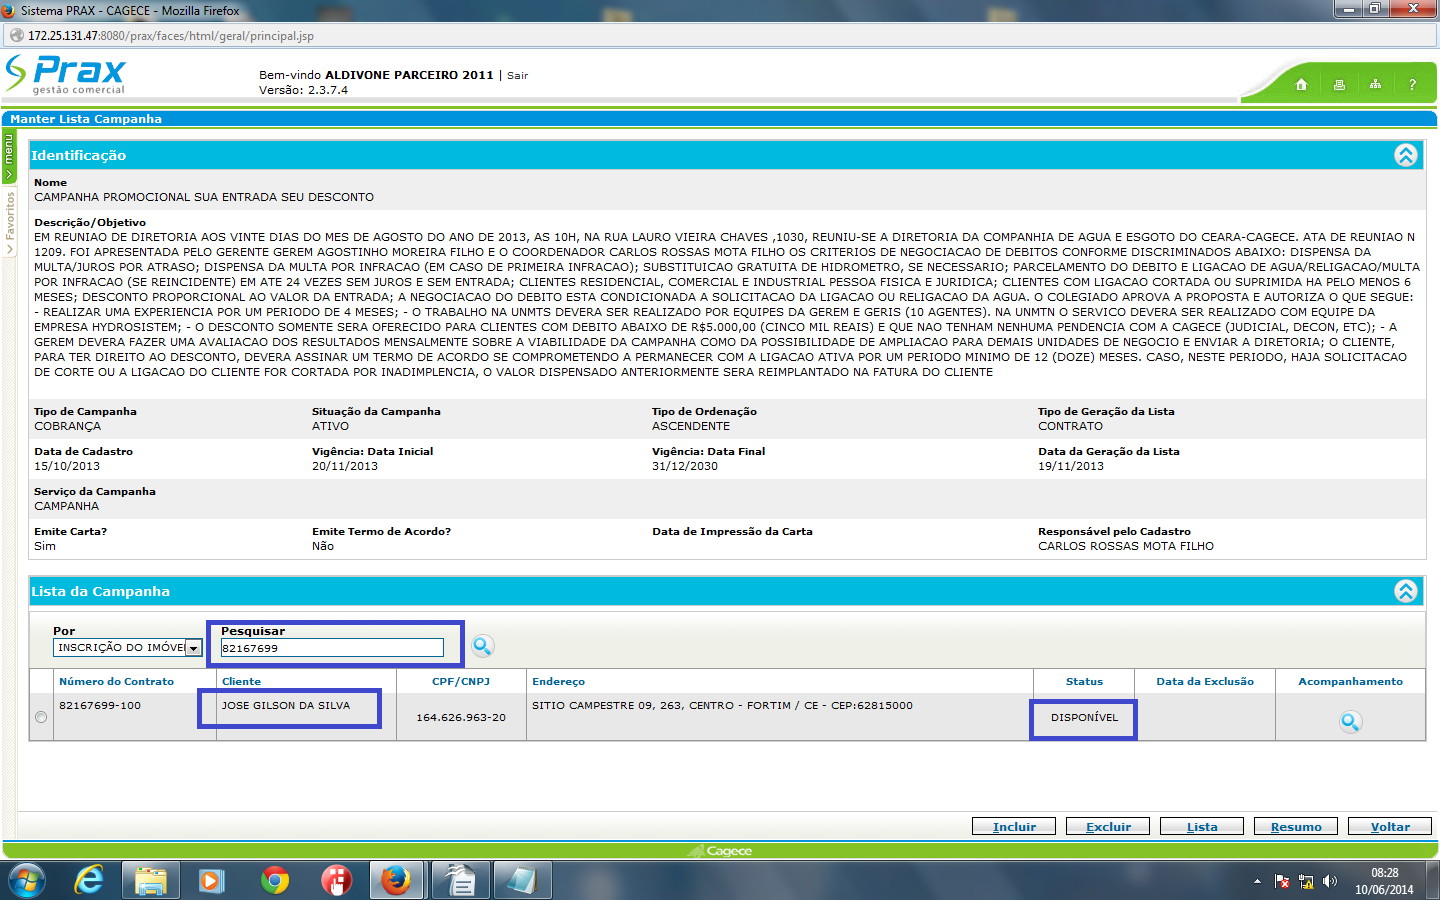 Sistema PRAX - CAGECE - Mozilla Firefox
172.25.131.47:8080/prax/faces/html/geral/principal.jsp
Prax
gestão comercial
Bem-vindo ALDIVONE PARCEIRO 2011 | Sair
Versão: 2.3.7.4
?
Manter Lista Campanha
menu
Favoritos
Identificação
Nome
CAMPANHA PROMOCIONAL SUA ENTRADA SEU DESCONTO
Descrição/Objetivo
EM REUNIAO DE DIRETORIA AOS VINTE DIAS DO MES DE AGOSTO DO ANO DE 2013, AS 10H, NA RUA LAURO VIEIRA CHAVES ,1030, REUNIU-SE A DIRETORIA DA COMPANHIA DE AGUA E ESGOTO DO CEARA-CAGECE. ATA DE REUNIAO N
1209. FOI APRESENTADA PELO GERENTE GEREM AGOSTINHO MOREIRA FILHO E O COORDENADOR CARLOS ROSSAS MOTA FILHO OS CRITERIOS DE NEGOCIACAO DE DEBITOS CONFORME DISCRIMINADOS ABAIXO: DISPENSA DA
MULTA/JUROS POR ATRASO; DISPENSA DA MULTA POR INFRACAO (EM CASO DE PRIMEIRA INFRACAO); SUBSTITUICAO GRATUITA DE HIDROMETRO, SE NECESSARIO; PARCELAMENTO DO DEBITO E LIGACAO DE AGUA/RELIGACAO/MULTA
POR INFRACAO (SE REINCIDENTE) EM ATE 24 VEZES SEM JUROS E SEM ENTRADA; CLIENTES RESIDENCIAL, COMERCIAL E INDUSTRIAL PESSOA FISICA E JURIDICA; CLIENTES COM LIGACAO CORTADA OU SUPRIMIDA HA PELO MENOS 6
MESES; DESCONTO PROPORCIONAL AO VALOR DA ENTRADA; A NEGOCIACAO DO DEBITO ESTA CONDICIONADA A SOLICITACAO DA LIGACAO OU RELIGACAO DA AGUA. O COLEGIADO APROVA A PROPOSTA E AUTORIZA O QUE SEGUE:
- REALIZAR UMA EXPERIENCIA POR UM PERIODO DE 4 MESES; - O TRABALHO NA UNMTS DEVERA SER REALIZADO POR EQUIPES DA GEREM E GERIS (10 AGENTES). NA UNMTN O SERVICO DEVERA SER REALIZADO COM EQUIPE DA
EMPRESA HYDROSISTEM; - O DESCONTO SOMENTE SERA OFERECIDO PARA CLIENTES COM DEBITO ABAIXO DE R$5.000,00 (CINCO MIL REAIS) E QUE NAO TENHAM NENHUMA PENDENCIA COM A CAGECE (JUDICIAL, DECON, ETC); - A
GEREM DEVERA FAZER UMA AVALIACAO DOS RESULTADOS MENSALMENTE SOBRE A VIABILIDADE DA CAMPANHA COMO DA POSSIBILIDADE DE AMPLIACAO PARA DEMAIS UNIDADES DE NEGOCIO E ENVIAR A DIRETORIA; O CLIENTE,
PARA TER DIREITO AO DESCONTO, DEVERA ASSINAR UM TERMO DE ACORDO SE COMPROMETENDO A PERMANECER COM A LIGACAO ATIVA POR UM PERIODO MINIMO DE 12 (DOZE) MESES. CASO, NESTE PERIODO, HAJA SOLICITACAO
DE CORTE OU A LIGACAO DO CLIENTE FOR CORTADA POR INADIMPLENCIA, O VALOR DISPENSADO ANTERIORMENTE SERA REIMPLANTADO NA FATURA DO CLIENTE
Tipo de Campanha Situação da Campanha Tipo de Ordenação Tipo de Geração da Lista
COBRANÇA ATIVO ASCENDENTE CONTRATO
Data de Cadastro Vigência: Data Inicial Vigência: Data Final Data da Geração da Lista
15/10/2013 20/11/2013 31/12/2030 19/11/2013
Serviço da Campanha
CAMPANHA
Emite Carta? Emite Termo de Acordo? Data de Impressão da Carta Responsável pelo Cadastro
Sim Não CARLOS ROSSAS MOTA FILHO
Lista da Campanha
Por Pesquisar
INSCRIÇÃO DO IMÓVE 82167699
Número do Contrato Cliente CPF/CNPJ Endereço Status Data da Exclusão Acompanhamento
82167699-100 JOSE GILSON DA SILVA 164.626.963-20 SITIO CAMPESTRE 09, 263, CENTRO - FORTIM / CE - CEP:62815000 DISPONÍVEL
Incluir Excluir Lista Resumo Voltar
Cagece
08:28
10/06/2014